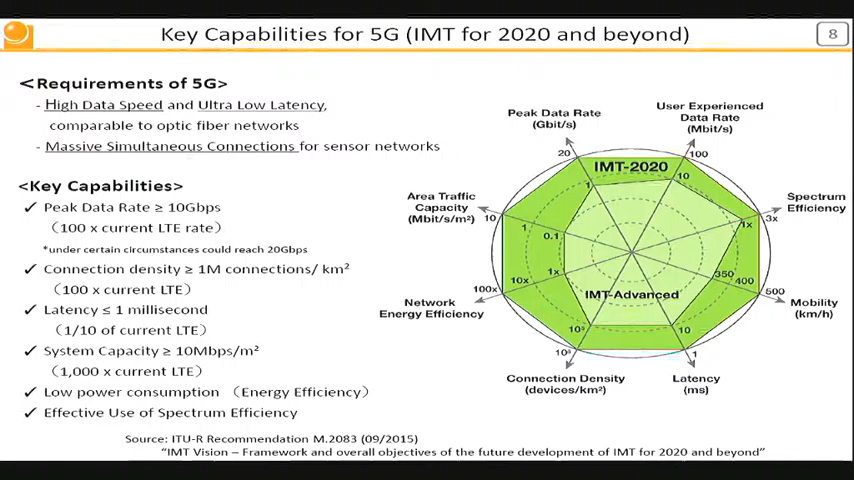 Key Capabilities for 5G (IMT for 2020 and beyond)
8
<Requirements of 5G>
- High Data Speed and Ultra Low Latency,
comparable to optic fiber networks
- Massive Simultaneous Connections for sensor networks
<Key Capabilities>
✓ Peak Data Rate ≥ 10Gbps
(100 x current LTE rate)
*under certain circumstances could reach 20Gbps
✓ Connection density ≥ 1M connections/ km²
(100 x current LTE)
✓ Latency ≤ 1 millisecond
(1/10 of current LTE)
✓ System Capacity ≥ 10Mbps/m²
(1,000 x current LTE)
✓ Low power consumption (Energy Efficiency)
✓ Effective Use of Spectrum Efficiency
Peak Data Rate
(Gbit/s)
User Experienced
Data Rate
(Mbit/s)
20
100
IMT-2020
1
10
Area Traffic
Capacity
(Mbit/s/m²)
10
1
0.1
Spectrum
Efficiency
3x
1x
Network
Energy Efficiency
100x
10x
1x
350
400
500
Mobility
(km/h)
IMT-Advanced
10
1
Connection Density
(devices/km²)
Latency
(ms)
Source: ITU-R Recommendation M.2083 (09/2015)
"IMT Vision – Framework and overall objectives of the future development of IMT for 2020 and beyond"